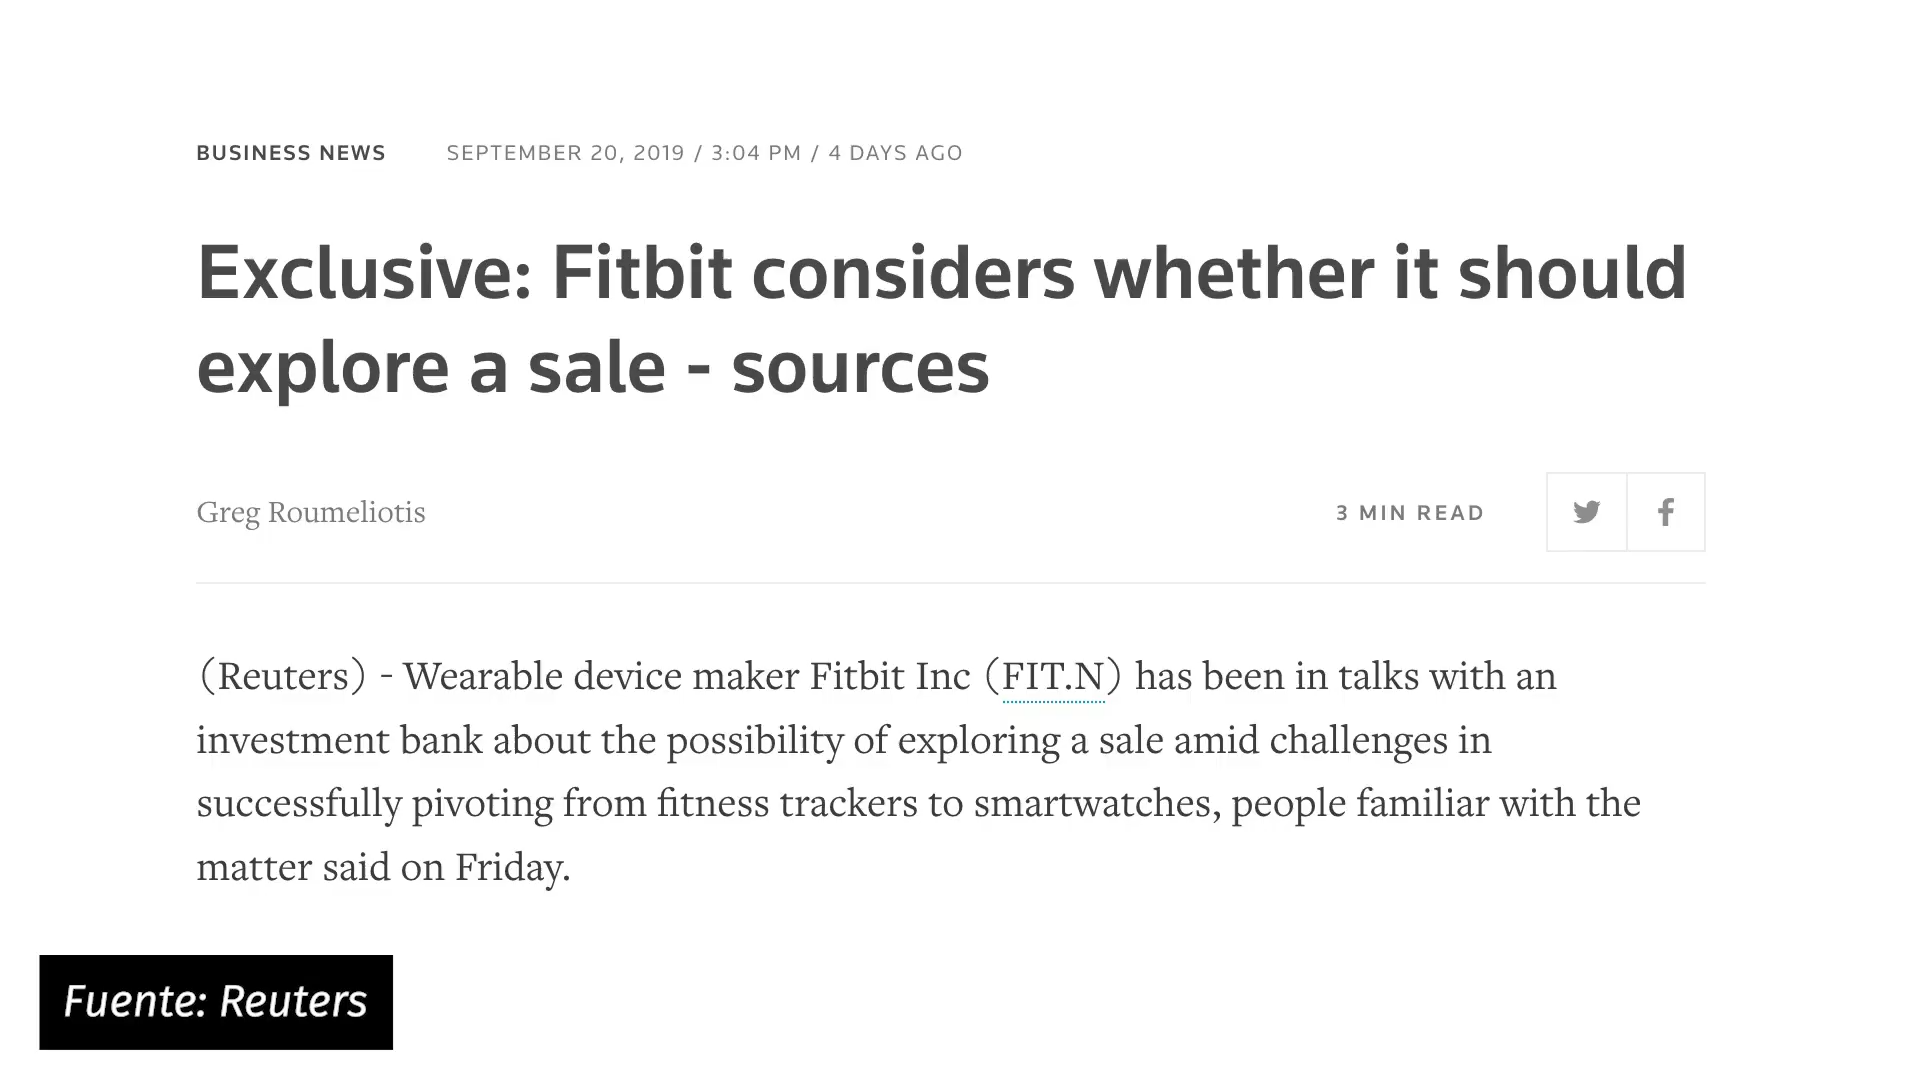 BUSINESS NEWS SEPTEMBER 20, 2019 / 3:04 PM / 4 DAYS AGO
Exclusive: Fitbit considers whether it should
explore a sale - sources
Greg Roumeliotis 3 MIN READ
(Reuters) - Wearable device maker Fitbit Inc (FIT.N) has been in talks with an
investment bank about the possibility of exploring a sale amid challenges in
successfully pivoting from fitness trackers to smartwatches, people familiar with the
matter said on Friday.
Fuente: Reuters